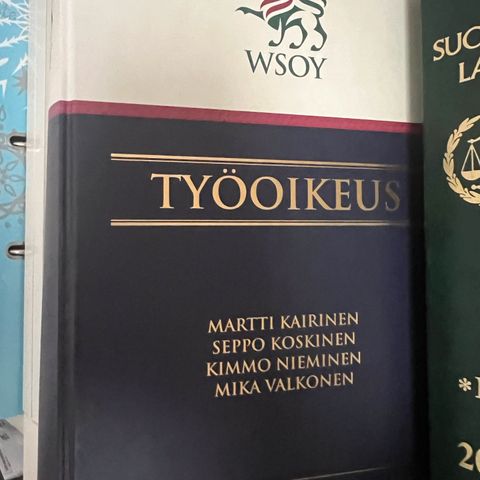 WSOY
TYÖOIKEUS
MARTTI KAIRINEN
SEPPO KOSKINEN
KIMMO NIEMINEN
MIKA VALKONEN